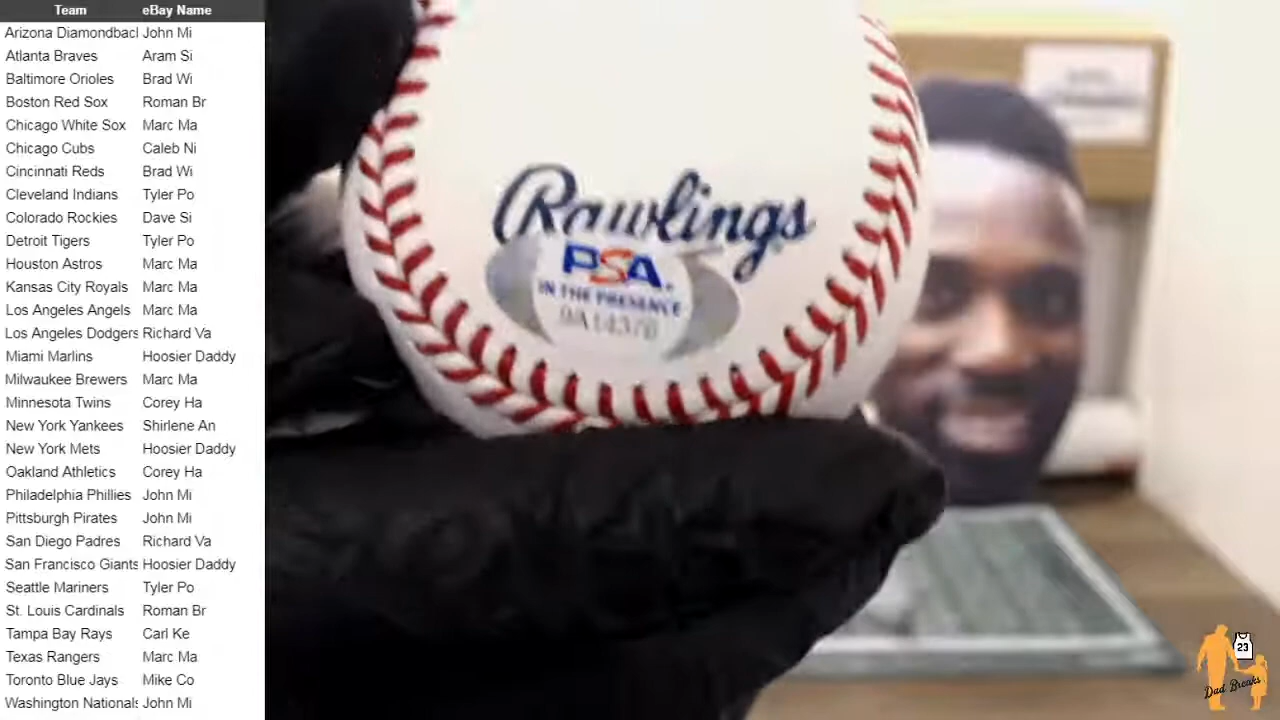 Team eBay Name
Arizona Diamondbacl John Mi
Atlanta Braves Aram Si
Baltimore Orioles Brad Wi
Boston Red Sox Roman Br
Chicago White Sox Marc Ma
Chicago Cubs Caleb Ni
Cincinnati Reds Brad Wi
Cleveland Indians Tyler Po
Colorado Rockies Dave Si
Detroit Tigers Tyler Po
Houston Astros Marc Ma
Kansas City Royals Marc Ma
Los Angeles Angels Marc Ma
Los Angeles Dodgers Richard Va
Miami Marlins Hoosier Daddy
Milwaukee Brewers Marc Ma
Minnesota Twins Corey Ha
New York Yankees Shirlene An
New York Mets Hoosier Daddy
Oakland Athletics Corey Ha
Philadelphia Phillies John Mi
Pittsburgh Pirates John Mi
San Diego Padres Richard Va
San Francisco Giants Hoosier Daddy
Seattle Mariners Tyler Po
St. Louis Cardinals Roman Br
Tampa Bay Rays Carl Ke
Texas Rangers Marc Ma
Toronto Blue Jays Mike Co
Washington Nationals John Mi
Rawlings
PSA
IN THE PRESENCE
23
Dad Breaks